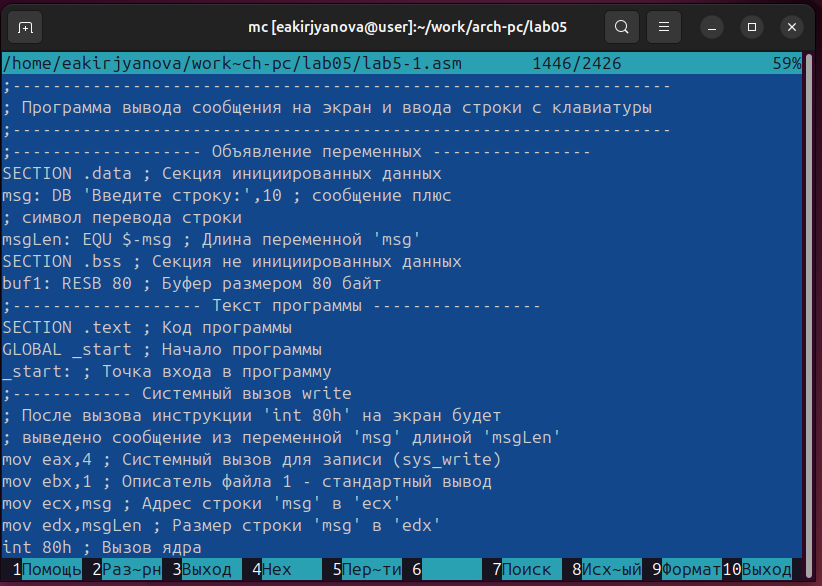 mc [eakirjyanova@user]:~/work/arch-pc/lab05
/home/eakirjyanova/work~ch-pc/lab05/lab5-1.asm 1446/2426 59%
;------------------------------------------------------------------
; Программа вывода сообщения на экран и ввода строки с клавиатуры
;------------------------------------------------------------------
;------------------- Объявление переменных ----------------
SECTION .data ; Секция инициированных данных
msg: DB 'Введите строку:',10 ; сообщение плюс
; символ перевода строки
msgLen: EQU $-msg ; Длина переменной 'msg'
SECTION .bss ; Секция не инициированных данных
buf1: RESB 80 ; Буфер размером 80 байт
;------------------- Текст программы -----------------
SECTION .text ; Код программы
GLOBAL _start ; Начало программы
_start: ; Точка входа в программу
;------------ Системный вызов write
; После вызова инструкции 'int 80h' на экран будет
; выведено сообщение из переменной 'msg' длиной 'msgLen'
mov eax,4 ; Системный вызов для записи (sys_write)
mov ebx,1 ; Описатель файла 1 - стандартный вывод
mov ecx,msg ; Адрес строки 'msg' в 'ecx'
mov edx,msgLen ; Размер строки 'msg' в 'edx'
int 80h ; Вызов ядра
1Помощь 2Раз~рн 3Выход 4Hex 5Пер~ти 6 7Поиск 8Исх~ый 9Формат 10Выход